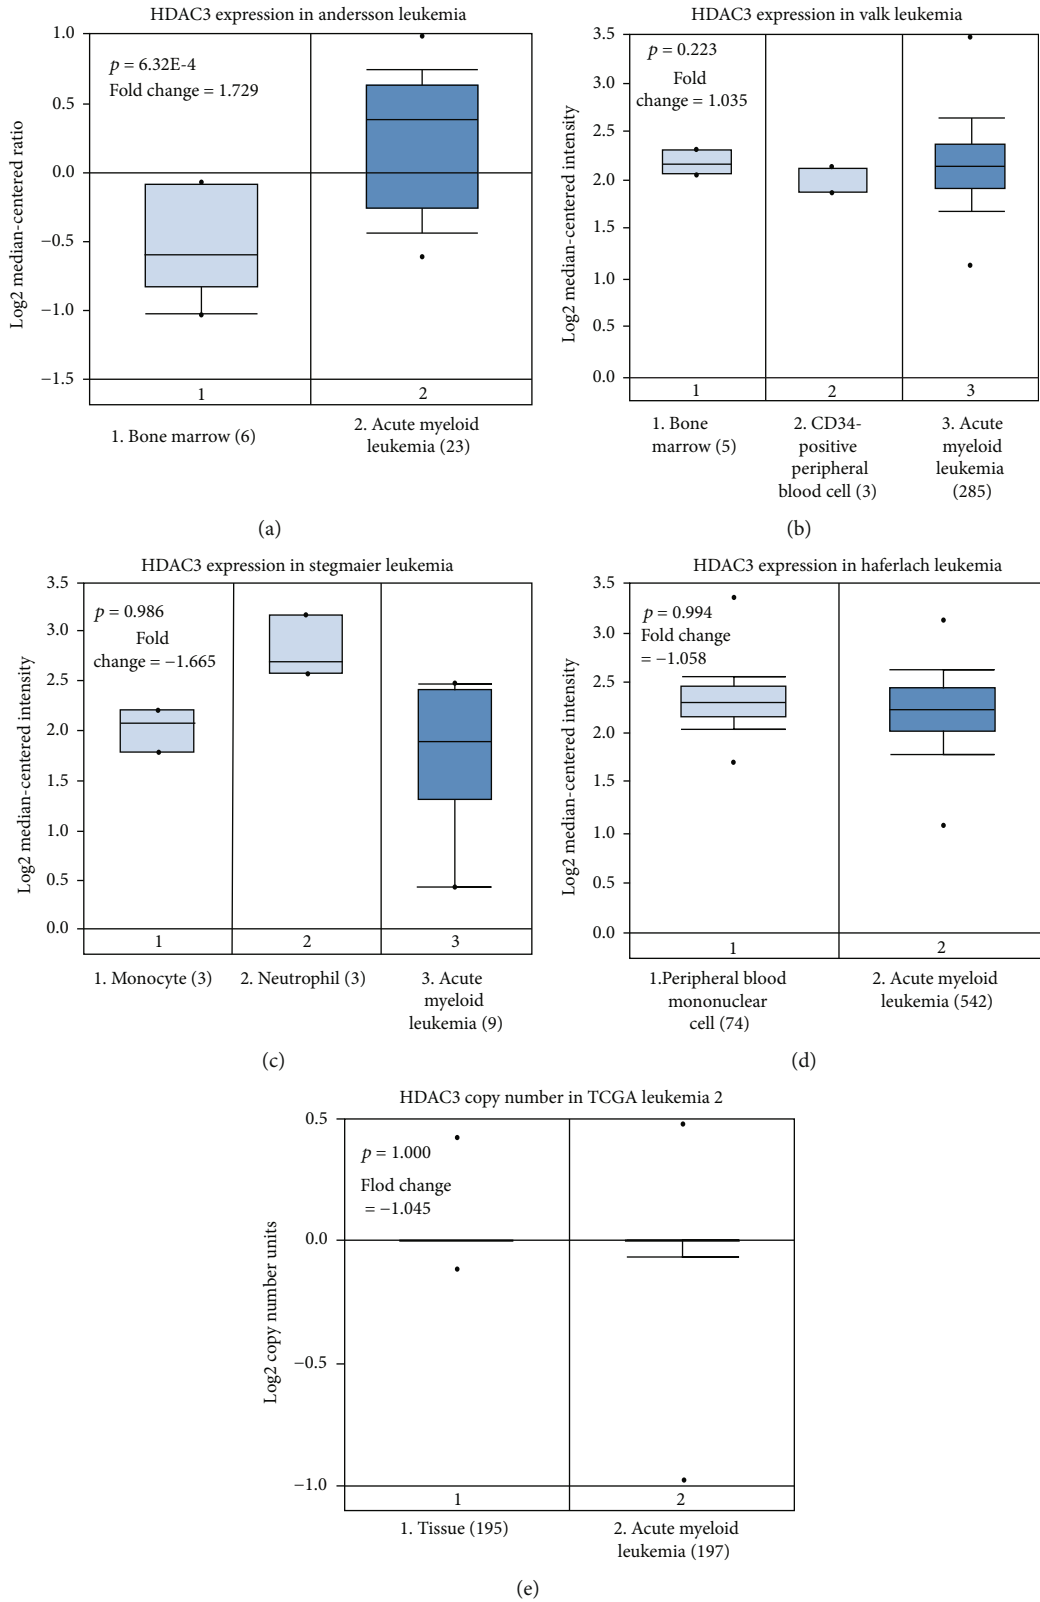 HDAC3 expression in andersson leukemia
Log2 median-centered ratio
1.0
0.5
0.0
−0.5
−1.0
−1.5
p = 6.32E-4
Fold change = 1.729
1
2
1. Bone marrow (6)
2. Acute myeloid
leukemia (23)
(a)
HDAC3 expression in valk leukemia
Log2 median-centered intensity
3.5
3.0
2.5
2.0
1.5
1.0
0.5
0.0
p = 0.223
Fold
change = 1.035
1
2
3
1. Bone
marrow (5)
2. CD34-
positive
peripheral
blood cell (3)
3. Acute
myeloid
leukemia
(285)
(b)
HDAC3 expression in stegmaier leukemia
Log2 median-centered intensity
3.5
3.0
2.5
2.0
1.5
1.0
0.5
0.0
p = 0.986
Fold
change = −1.665
1
2
3
1. Monocyte (3)
2. Neutrophil (3)
3. Acute
myeloid
leukemia (9)
(c)
HDAC3 expression in haferlach leukemia
Log2 median-centered intensity
3.5
3.0
2.5
2.0
1.5
1.0
0.5
0.0
p = 0.994
Fold change
= −1.058
1
2
1.Peripheral blood
mononuclear
cell (74)
2. Acute myeloid
leukemia (542)
(d)
HDAC3 copy number in TCGA leukemia 2
Log2 copy number units
0.5
0.0
−0.5
−1.0
p = 1.000
Flod change
= −1.045
1
2
1. Tissue (195)
2. Acute myeloid
leukemia (197)
(e)